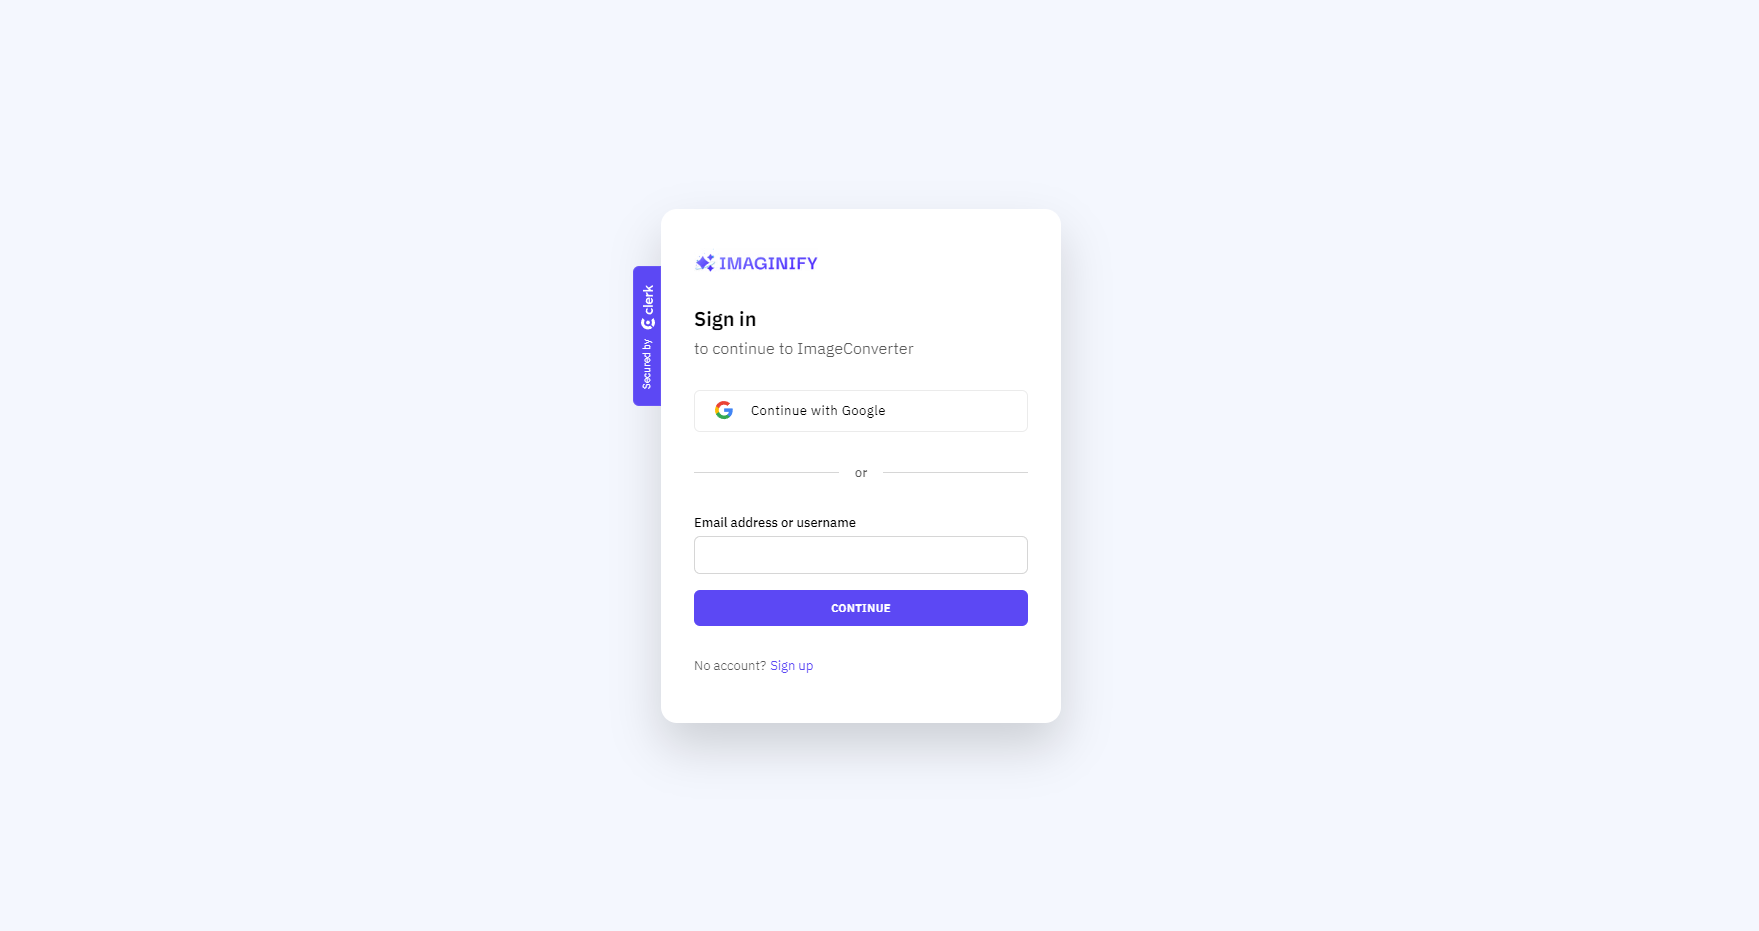 IMAGINIFY
Secured by clerk
Sign in
to continue to ImageConverter
Continue with Google
or
Email address or username
CONTINUE
No account? Sign up